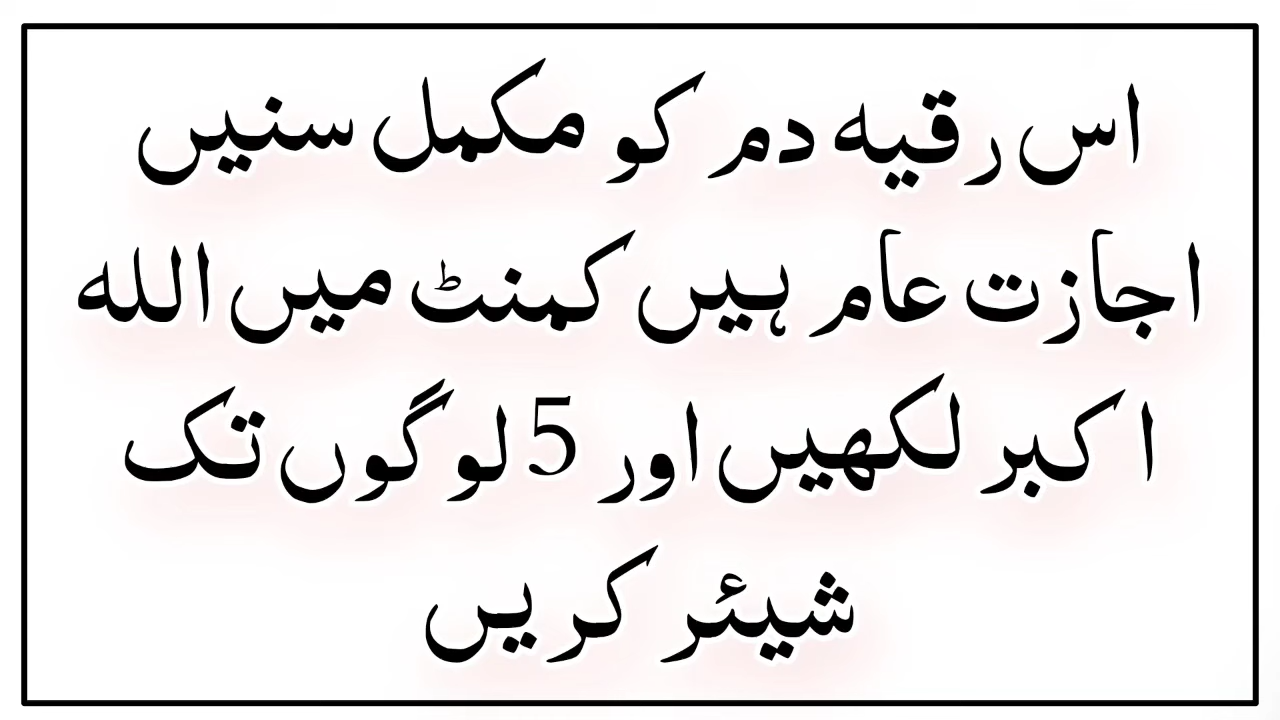 اس رقیہ دم کو مکمل سنیں
اجازت عام ہیں کمنٹ میں اللہ
اکبر لکھیں اور 5 لوگوں تک
شیئر کریں